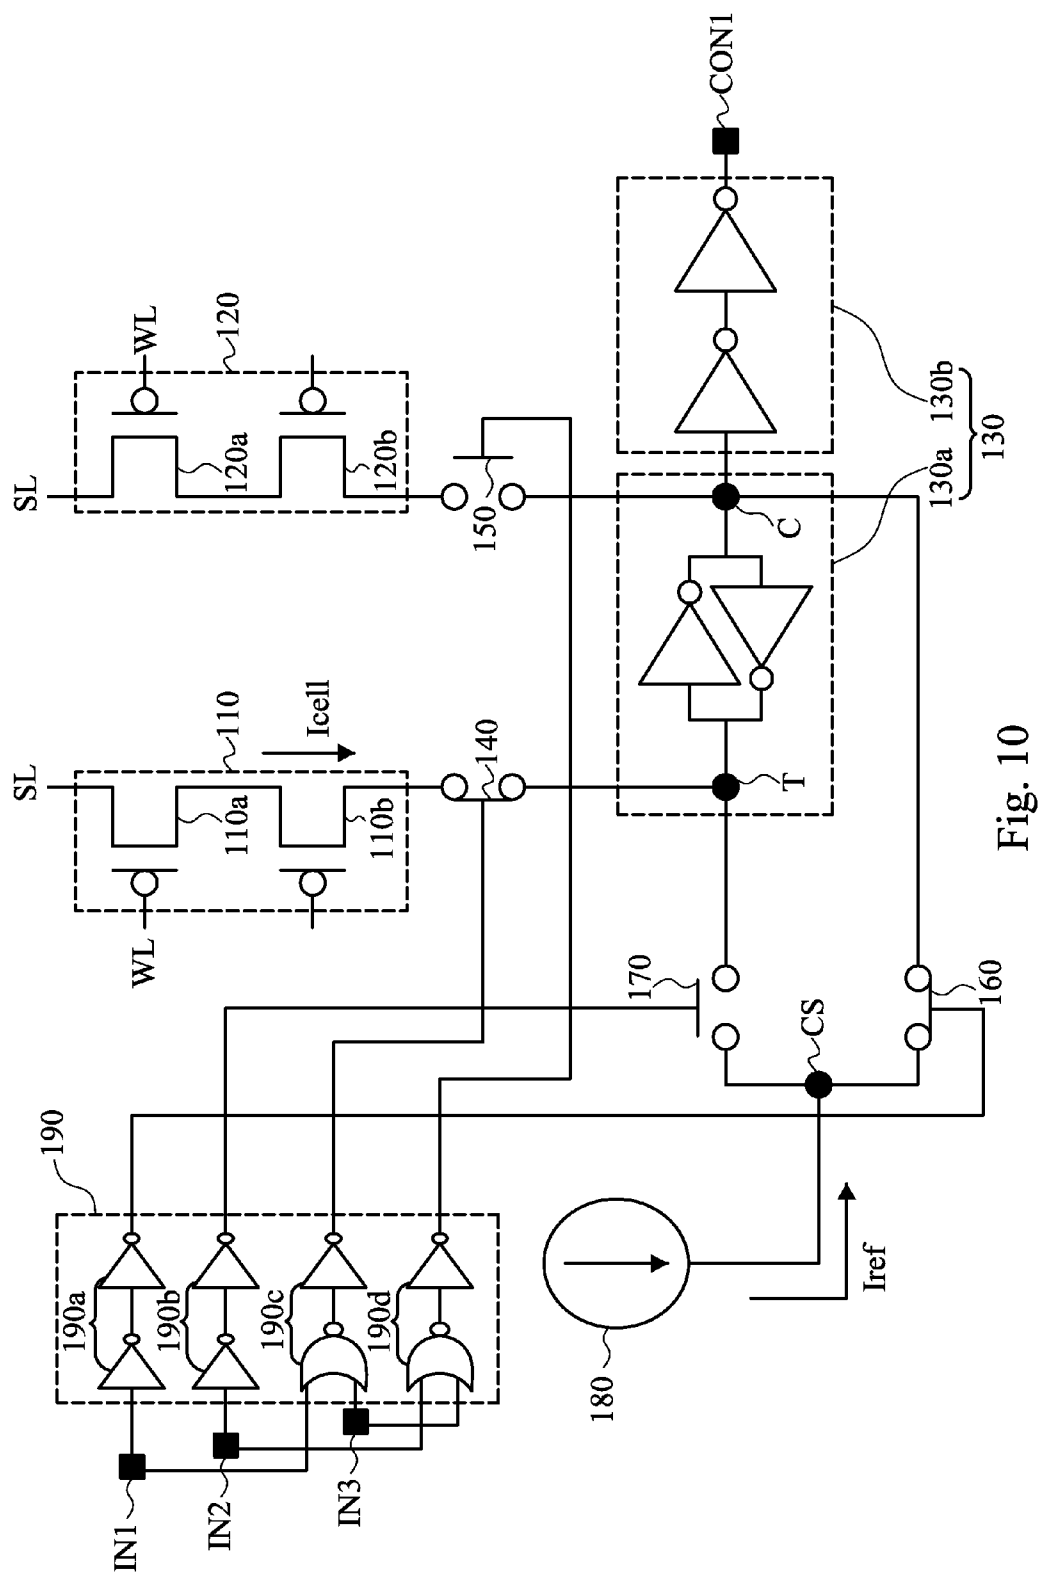 SL
WL
110a
110b
110
Icell
SL
WL
120a
120b
120
140
150
190
190a
190b
190c
190d
IN1
IN2
IN3
170
160
CS
180
Iref
T
C
130a
130b
130
CON1
Fig. 10